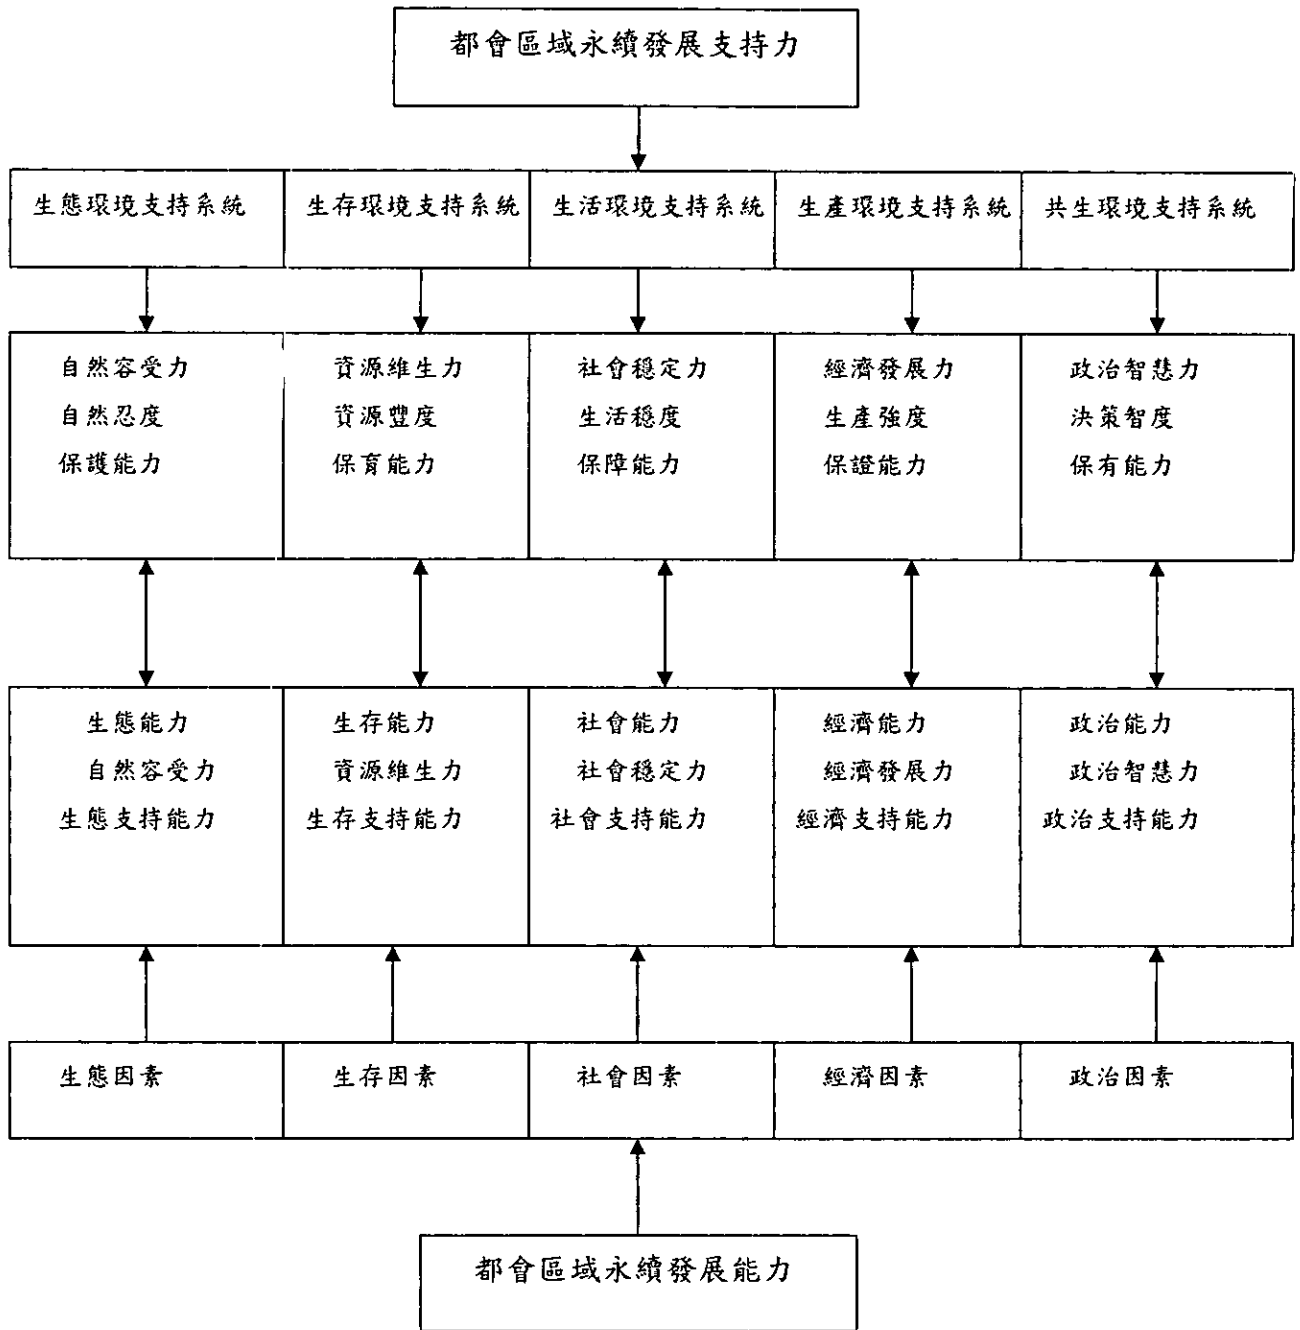 都會區域永續發展支持力
生態環境支持系統 生存環境支持系統 生活環境支持系統 生產環境支持系統 共生環境支持系統
自然容受力 資源維生力 社會穩定力 經濟發展力 政治智慧力
自然忍度 資源豐度 生活穩度 生產強度 決策智度
保護能力 保育能力 保障能力 保證能力 保有能力
生態能力 生存能力 社會能力 經濟能力 政治能力
自然容受力 資源維生力 社會穩定力 經濟發展力 政治智慧力
生態支持能力 生存支持能力 社會支持能力 經濟支持能力 政治支持能力
生態因素 生存因素 社會因素 經濟因素 政治因素
都會區域永續發展能力